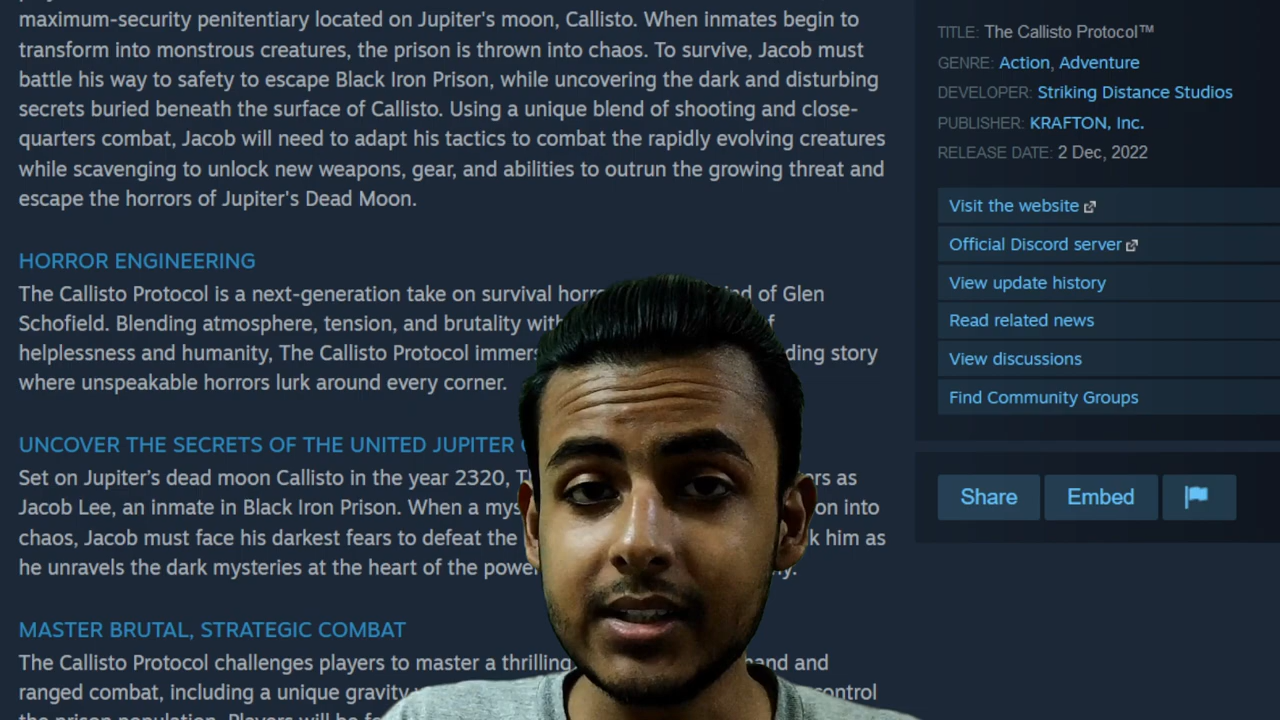 maximum-security penitentiary located on Jupiter's moon, Callisto. When inmates begin to
transform into monstrous creatures, the prison is thrown into chaos. To survive, Jacob must
battle his way to safety to escape Black Iron Prison, while uncovering the dark and disturbing
secrets buried beneath the surface of Callisto. Using a unique blend of shooting and close-
quarters combat, Jacob will need to adapt his tactics to combat the rapidly evolving creatures
while scavenging to unlock new weapons, gear, and abilities to outrun the growing threat and
escape the horrors of Jupiter's Dead Moon.
HORROR ENGINEERING
The Callisto Protocol is a next-generation take on survival of Glen
Schofield. Blending atmosphere, tension, and brutality
helplessness and humanity, The Callisto Protocol story
where unspeakable horrors lurk around every corner.
UNCOVER THE SECRETS OF THE UNITED JUPITER
Set on Jupiter’s dead moon Callisto in the year 2320, as
Jacob Lee, an inmate in Black Iron Prison. When a into
chaos, Jacob must face his darkest fears to defeat the him as
he unravels the dark mysteries at the heart of the
MASTER BRUTAL, STRATEGIC COMBAT
The Callisto Protocol challenges players to master a thrilling and
ranged combat, including a unique gravity control
TITLE: The Callisto Protocol™
GENRE: Action, Adventure
DEVELOPER: Striking Distance Studios
PUBLISHER: KRAFTON, Inc.
RELEASE DATE: 2 Dec, 2022
Visit the website
Official Discord server
View update history
Read related news
View discussions
Find Community Groups
Share Embed